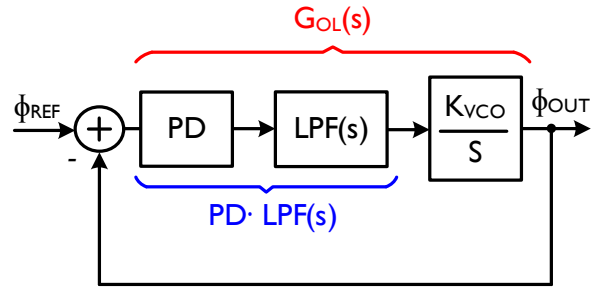 G_OL(s)
ϕ_REF
+
-
PD
LPF(s)
K_VCO
S
ϕ_OUT
PD· LPF(s)